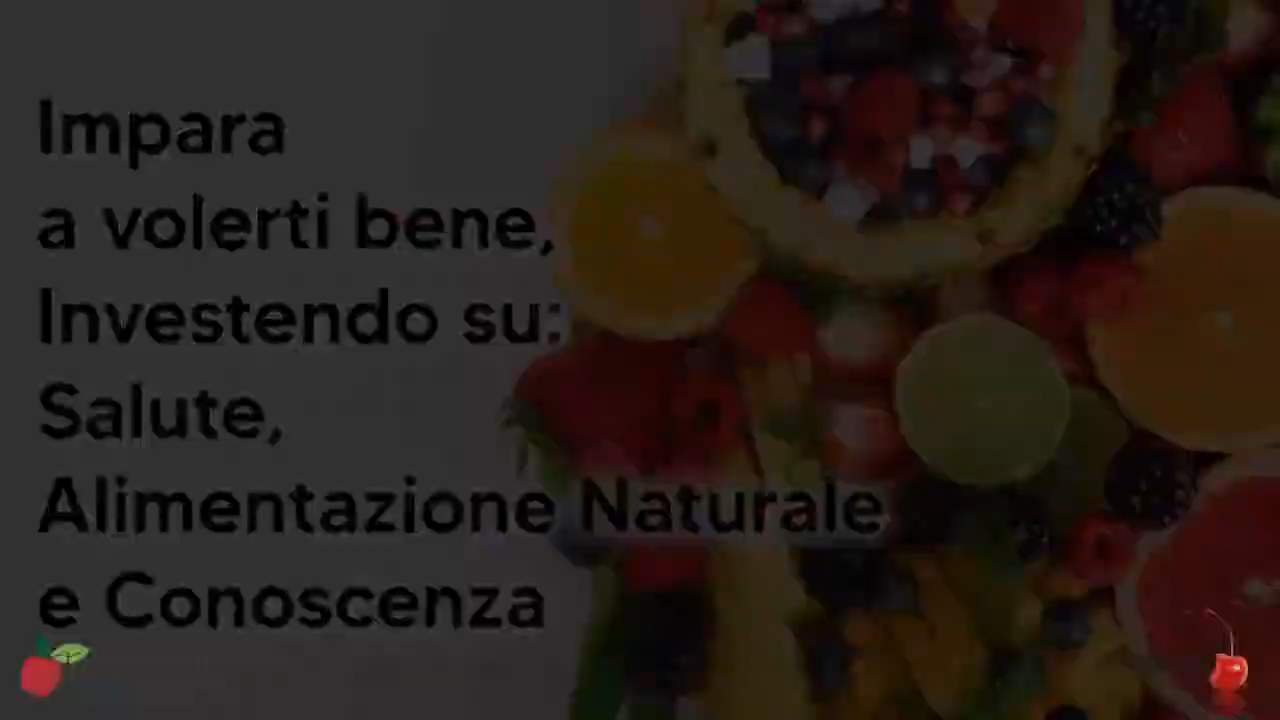 Impara
a volerti bene,
Investendo su:
Salute,
Alimentazione Naturale
e Conoscenza